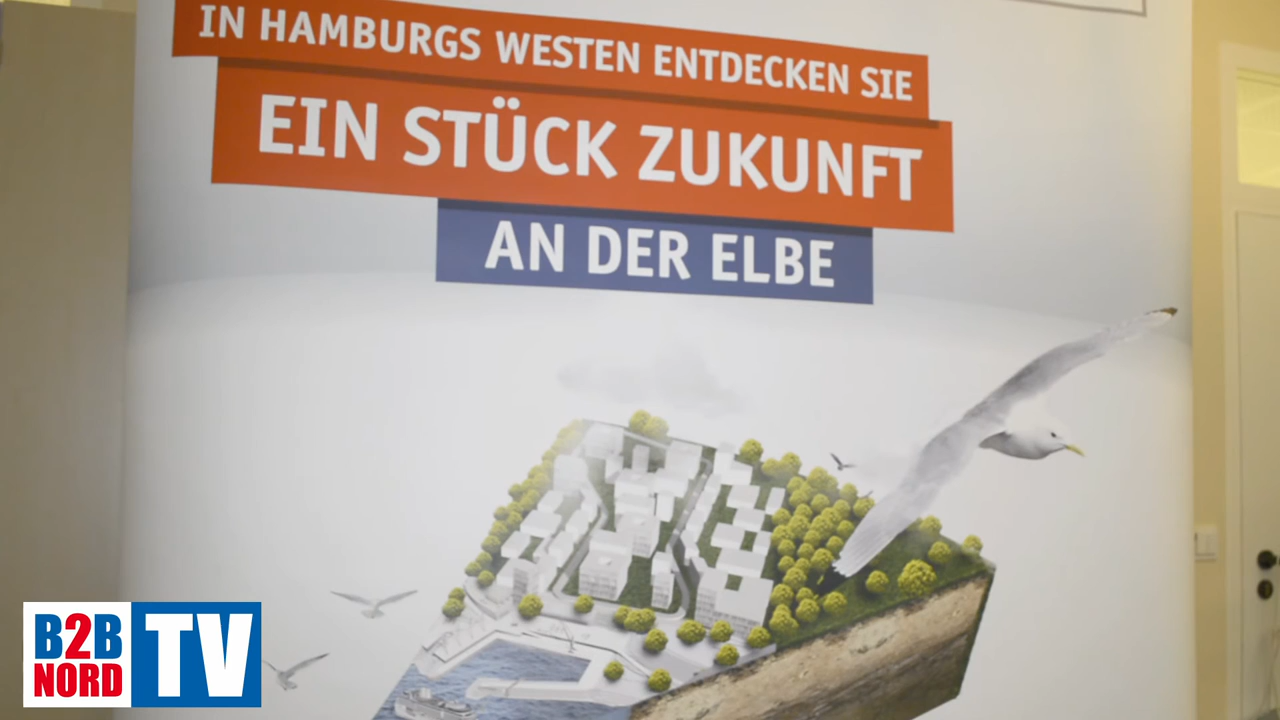 IN HAMBURGS WESTEN ENTDECKEN SIE
EIN STÜCK ZUKUNFT
AN DER ELBE
B2B
NORD
TV